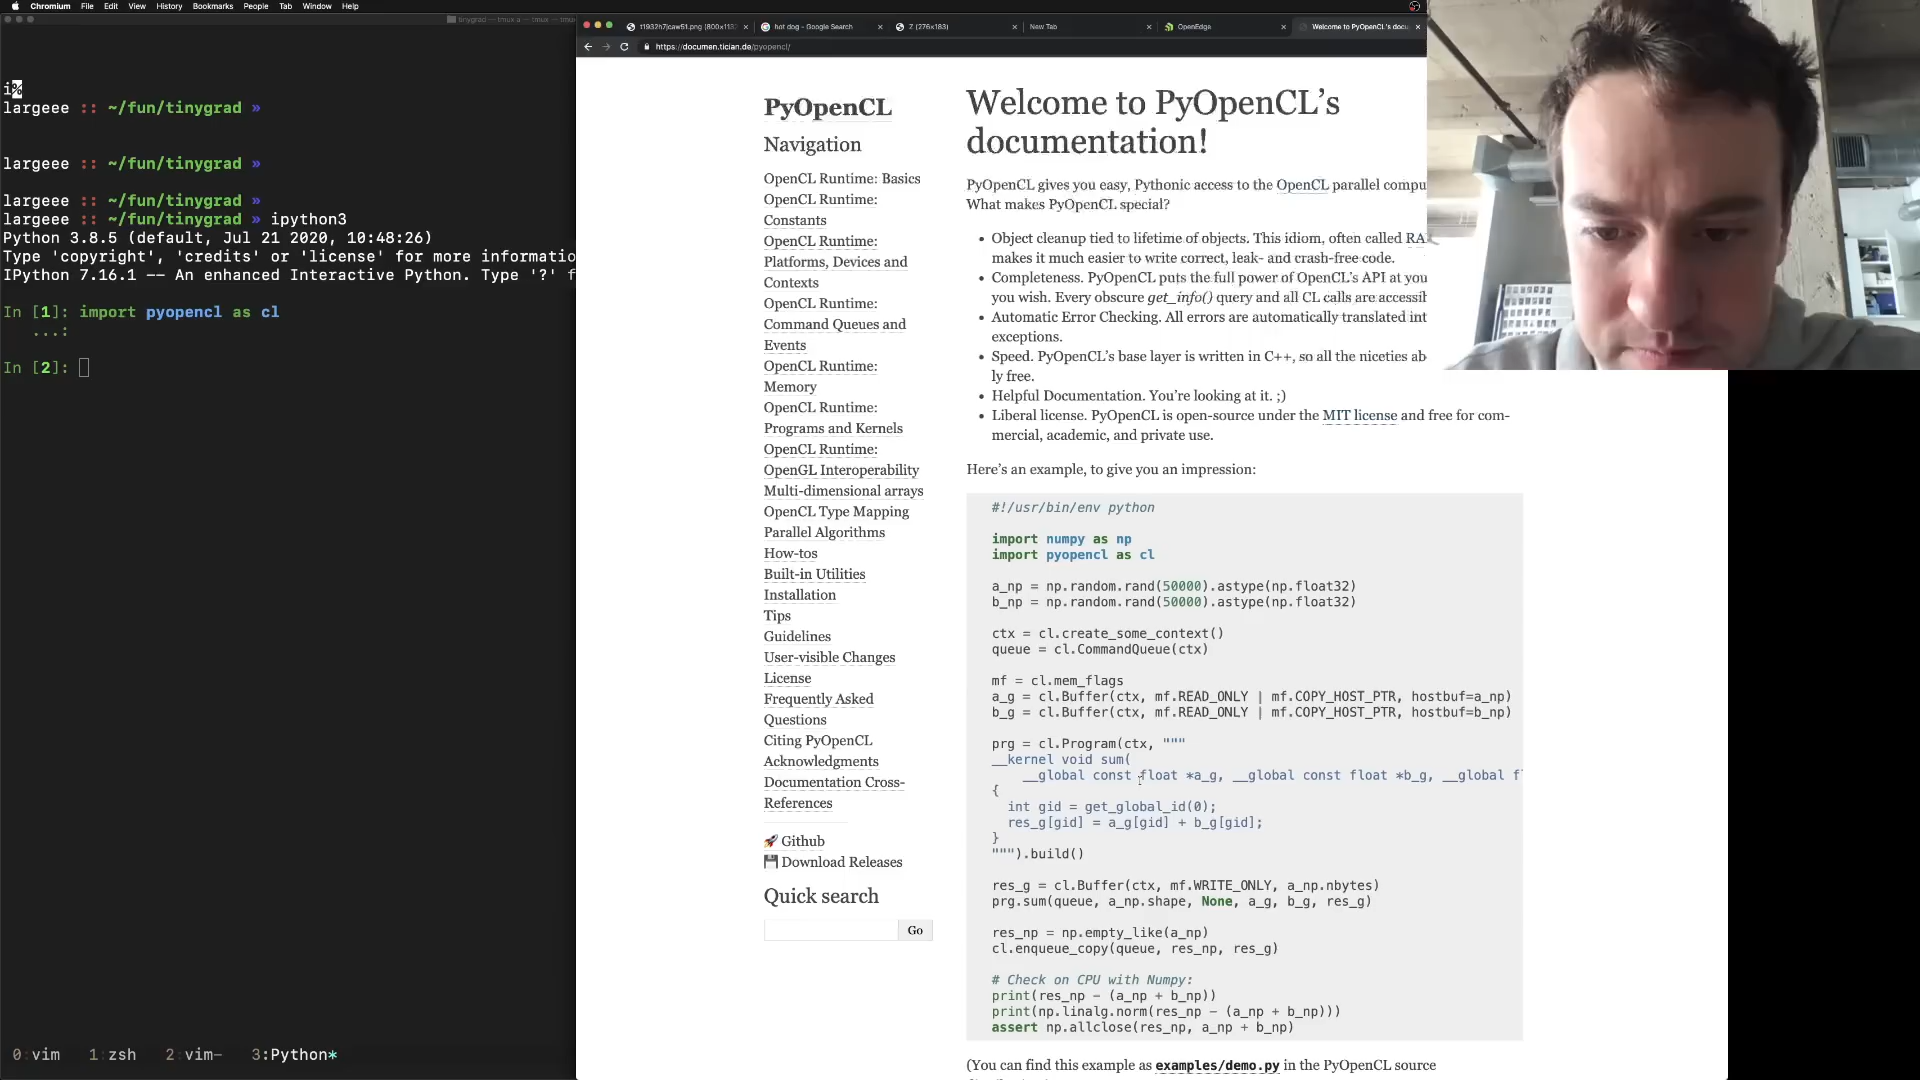 Chromium File Edit View History Bookmarks People Tab Window Help
tinygrad — tmux a — tmux — tmu
t1932h7jcaw51.png (800×113
hot dog - Google Search
Z (276×183)
New Tab
OpenEdge
Welcome to PyOpenCL's docu
https://documen.tician.de/pyopencl/
i%
largeee :: ~/fun/tinygrad »
largeee :: ~/fun/tinygrad »
largeee :: ~/fun/tinygrad »
largeee :: ~/fun/tinygrad » ipython3
Python 3.8.5 (default, Jul 21 2020, 10:48:26)
Type 'copyright', 'credits' or 'license' for more informatio
IPython 7.16.1 -- An enhanced Interactive Python. Type '?' f
In [1]: import pyopencl as cl
...:
In [2]:
0 vim 1 zsh 2 vim- 3:Python*
PyOpenCL
Navigation
OpenCL Runtime: Basics
OpenCL Runtime:
Constants
OpenCL Runtime:
Platforms, Devices and
Contexts
OpenCL Runtime:
Command Queues and
Events
OpenCL Runtime:
Memory
OpenCL Runtime:
Programs and Kernels
OpenCL Runtime:
OpenGL Interoperability
Multi-dimensional arrays
OpenCL Type Mapping
Parallel Algorithms
How-tos
Built-in Utilities
Installation
Tips
Guidelines
User-visible Changes
License
Frequently Asked
Questions
Citing PyOpenCL
Acknowledgments
Documentation Cross-
References
🚀 Github
💾 Download Releases
Quick search
Go
Welcome to PyOpenCL’s
documentation!
PyOpenCL gives you easy, Pythonic access to the OpenCL parallel compu
What makes PyOpenCL special?
• Object cleanup tied to lifetime of objects. This idiom, often called RA
makes it much easier to write correct, leak- and crash-free code.
• Completeness. PyOpenCL puts the full power of OpenCL’s API at you
you wish. Every obscure get_info() query and all CL calls are accessib
• Automatic Error Checking. All errors are automatically translated int
exceptions.
• Speed. PyOpenCL’s base layer is written in C++, so all the niceties ab
ly free.
• Helpful Documentation. You’re looking at it. ;)
• Liberal license. PyOpenCL is open-source under the MIT license and free for com-
mercial, academic, and private use.
Here’s an example, to give you an impression:
#!/usr/bin/env python
import numpy as np
import pyopencl as cl
a_np = np.random.rand(50000).astype(np.float32)
b_np = np.random.rand(50000).astype(np.float32)
ctx = cl.create_some_context()
queue = cl.CommandQueue(ctx)
mf = cl.mem_flags
a_g = cl.Buffer(ctx, mf.READ_ONLY | mf.COPY_HOST_PTR, hostbuf=a_np)
b_g = cl.Buffer(ctx, mf.READ_ONLY | mf.COPY_HOST_PTR, hostbuf=b_np)
prg = cl.Program(ctx, """
__kernel void sum(
__global const float *a_g, __global const float *b_g, __global fl
{
int gid = get_global_id(0);
res_g[gid] = a_g[gid] + b_g[gid];
}
""").build()
res_g = cl.Buffer(ctx, mf.WRITE_ONLY, a_np.nbytes)
prg.sum(queue, a_np.shape, None, a_g, b_g, res_g)
res_np = np.empty_like(a_np)
cl.enqueue_copy(queue, res_np, res_g)
# Check on CPU with Numpy:
print(res_np - (a_np + b_np))
print(np.linalg.norm(res_np - (a_np + b_np)))
assert np.allclose(res_np, a_np + b_np)
(You can find this example as examples/demo.py in the PyOpenCL source